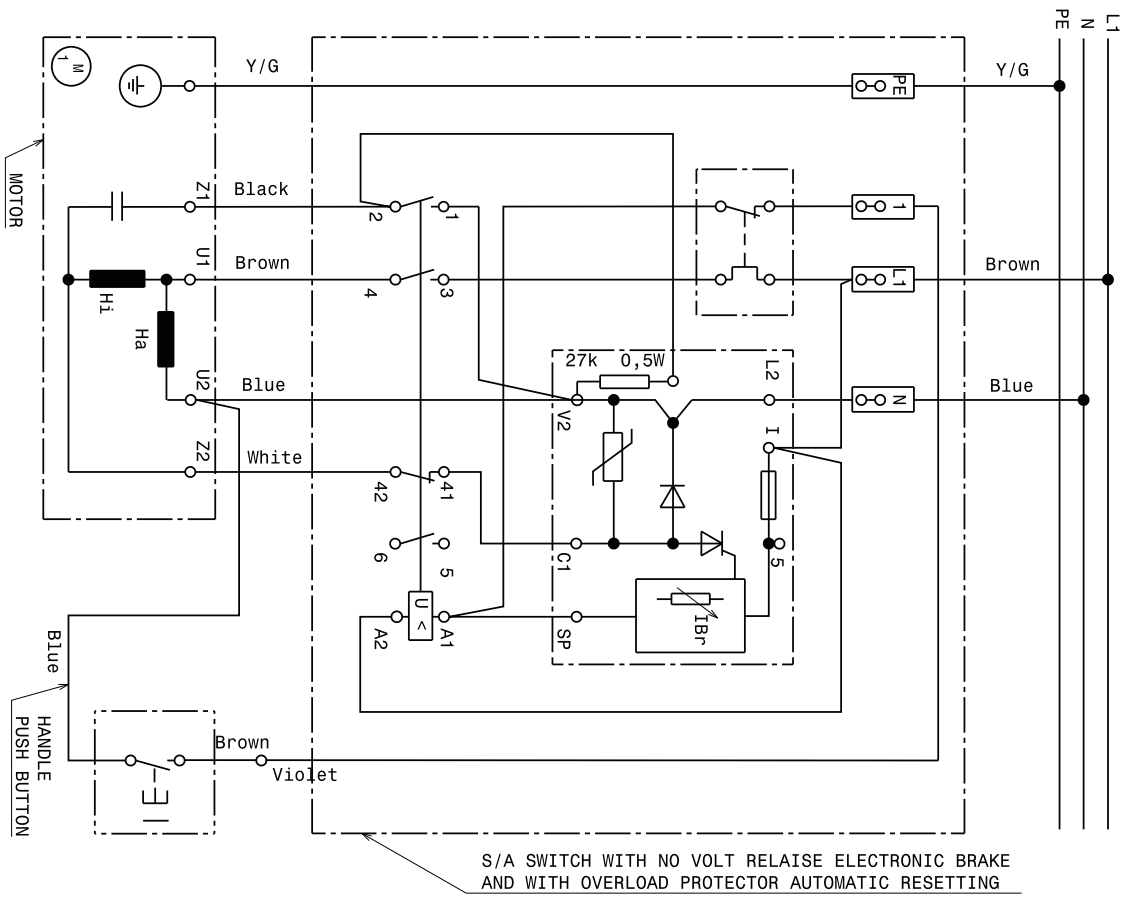 L1
N
PE
Y/G
Y/G
PE
M
1
MOTOR
Z1
Black
2
1
1
U1
Brown
4
3
L1
Brown
Hi
Ha
27k 0,5W
L2
U2
Blue
V2
N
Blue
I
Z2
White
42
41
6
5
C1
5
U <
A2
A1
SP
IBr
Blue
HANDLE
PUSH BUTTON
Brown
Violet
S/A SWITCH WITH NO VOLT RELAISE ELECTRONIC BRAKE
AND WITH OVERLOAD PROTECTOR AUTOMATIC RESETTING